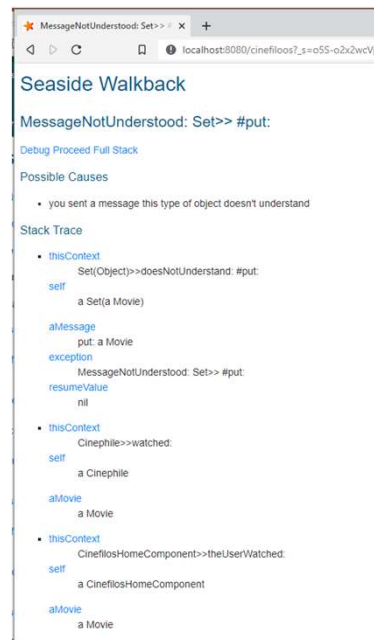 MessageNotUnderstood: Set>> #
localhost:8080/cinefiloos?_s=o5S-o2x2wcV
Seaside Walkback
MessageNotUnderstood: Set>> #put:
Debug Proceed Full Stack
Possible Causes
you sent a message this type of object doesn't understand
Stack Trace
thisContext
Set(Object)>>doesNotUnderstand: #put:
self
a Set(a Movie)
aMessage
put: a Movie
exception
MessageNotUnderstood: Set>> #put:
resumeValue
nil
thisContext
Cinephile>>watched:
self
a Cinephile
aMovie
a Movie
thisContext
CinefilosHomeComponent>>theUserWatched:
self
a CinefilosHomeComponent
aMovie
a Movie